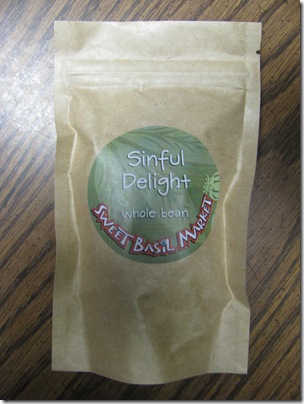 Sinful
Delight
whole bean
SWEET BASIL MARKET